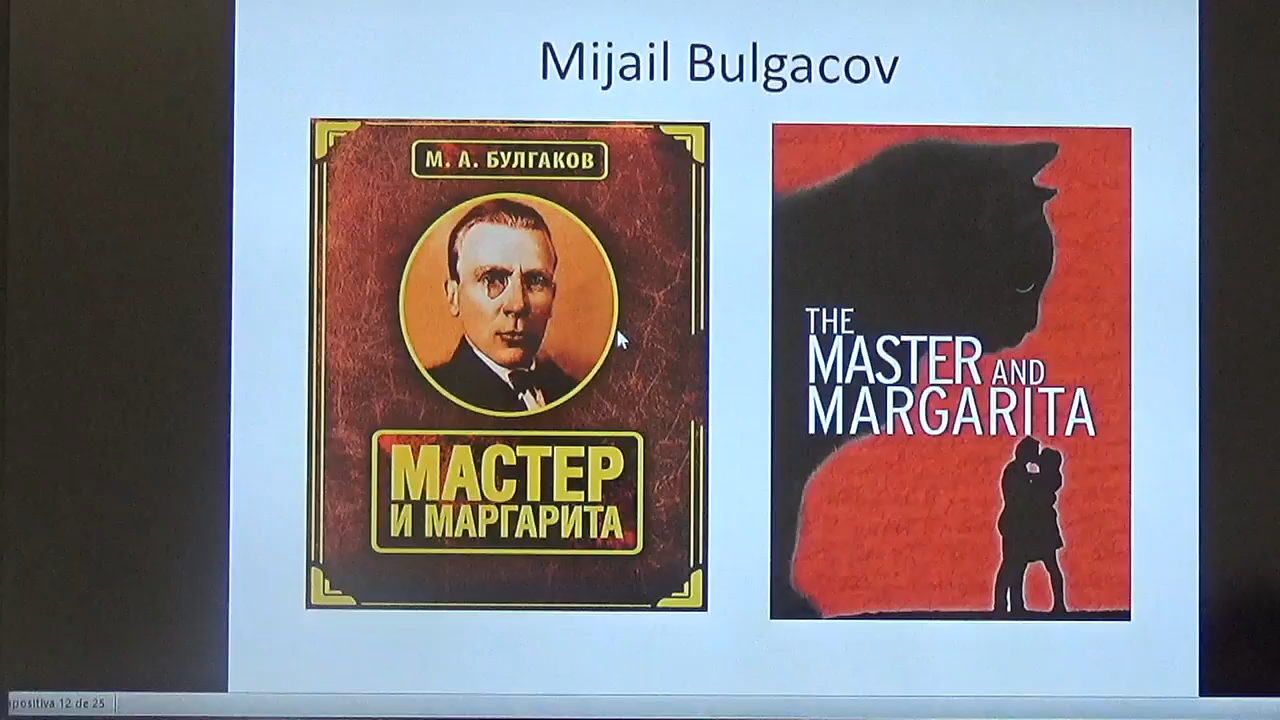 Mijail Bulgacov
М. А. БУЛГАКОВ
МАСТЕР
И МАРГАРИТА
THE
MASTER AND
MARGARITA
positiva 12 de 25